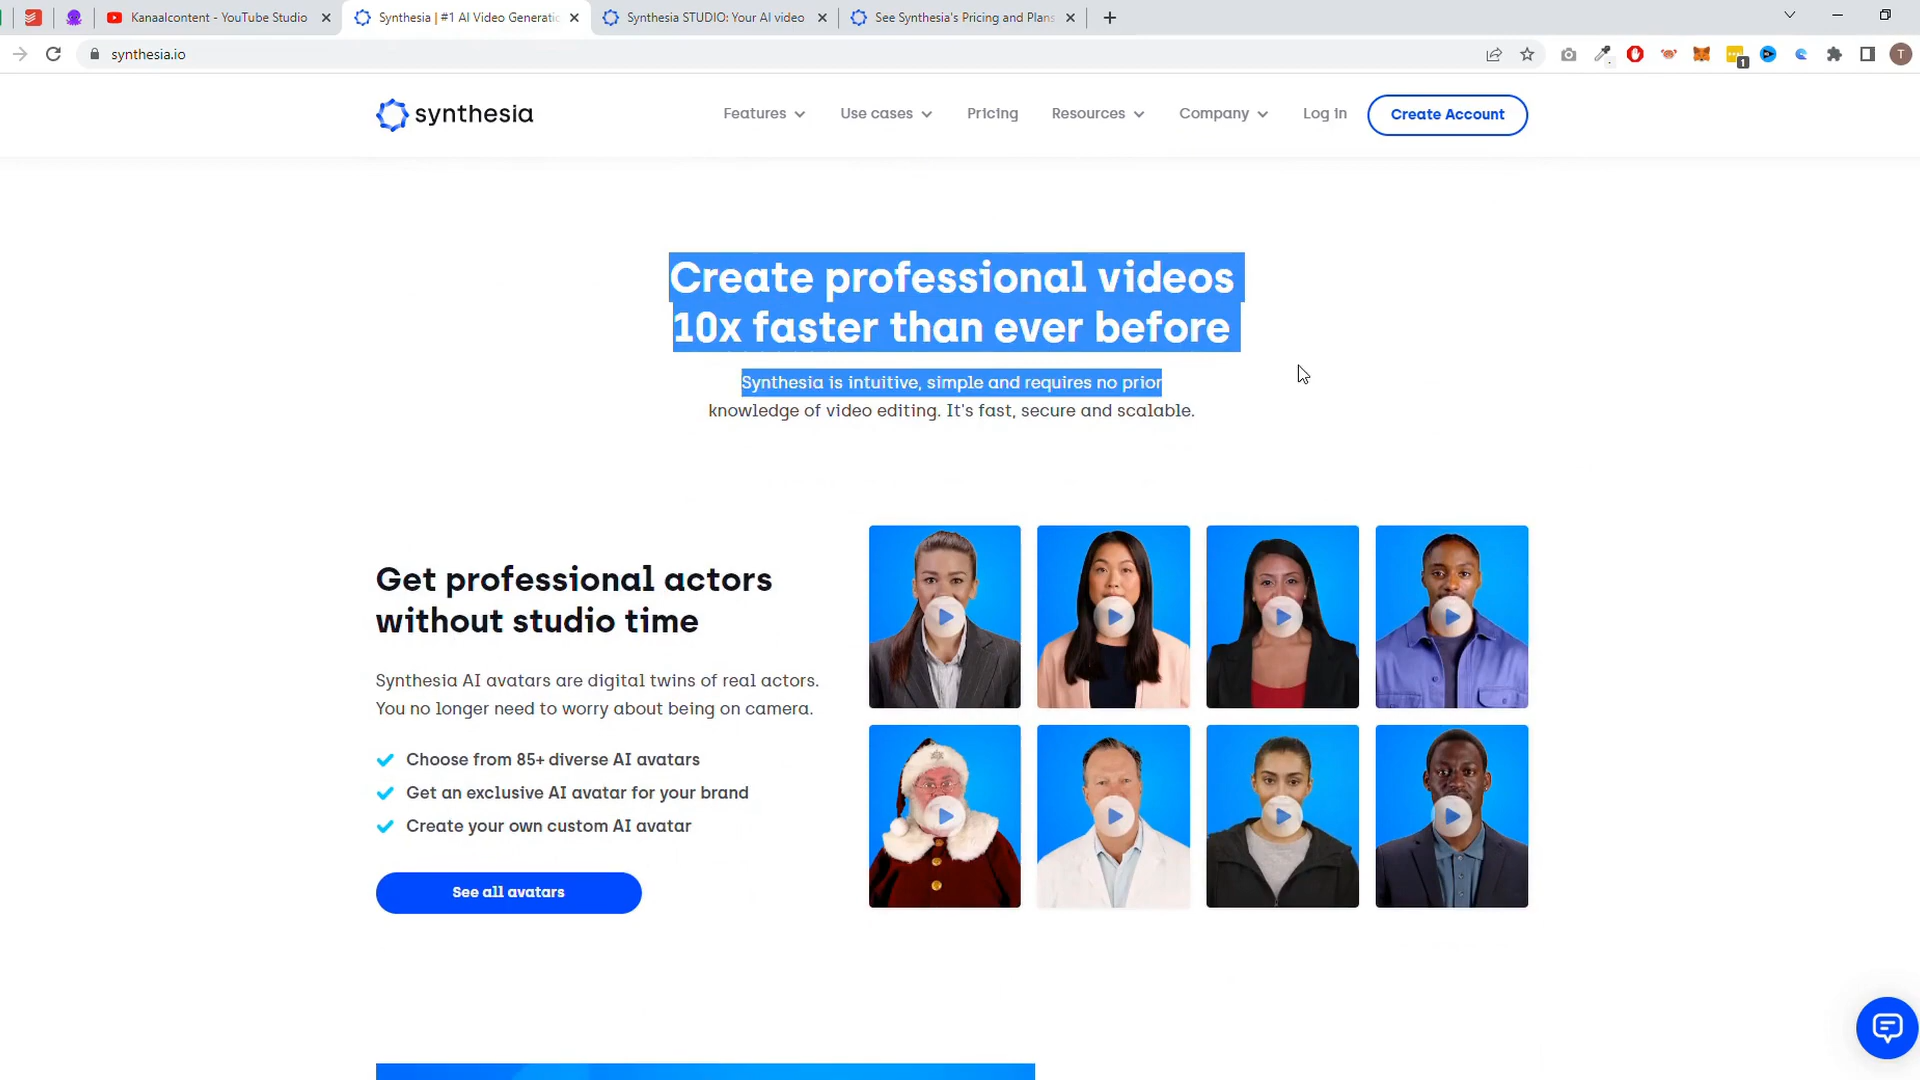 Kanaalcontent - YouTube Studio
Synthesia | #1 AI Video Generati
Synthesia STUDIO: Your AI video
See Synthesia's Pricing and Plans
synthesia.io
1
T
synthesia
Features
Use cases
Pricing
Resources
Company
Log in
Create Account
Create professional videos
10x faster than ever before
Synthesia is intuitive, simple and requires no prior
knowledge of video editing. It's fast, secure and scalable.
Get professional actors
without studio time
Synthesia AI avatars are digital twins of real actors.
You no longer need to worry about being on camera.
Choose from 85+ diverse AI avatars
Get an exclusive AI avatar for your brand
Create your own custom AI avatar
See all avatars